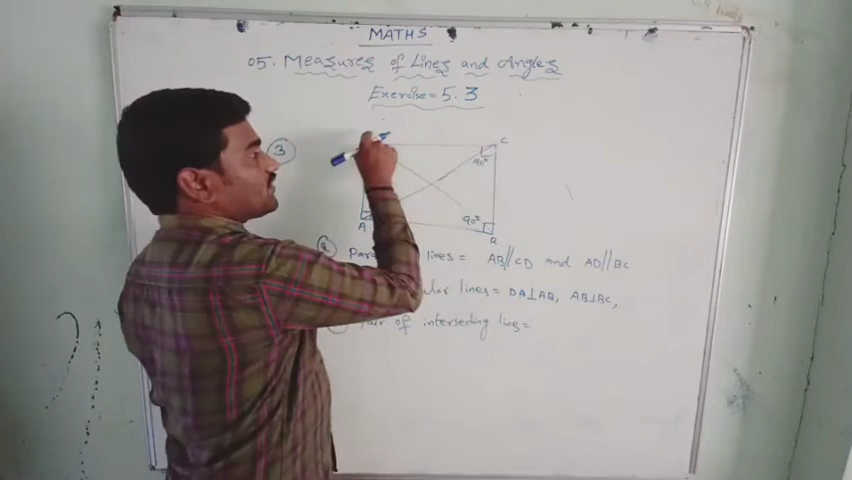 MATHS
05. Measures of Lines and Angles
Exercise = 5.3
3
C
90°
90°
A
B
a lines = AB//CD and AD//BC
lines = DA⊥AB, AB⊥BC,
of intersecting lines =